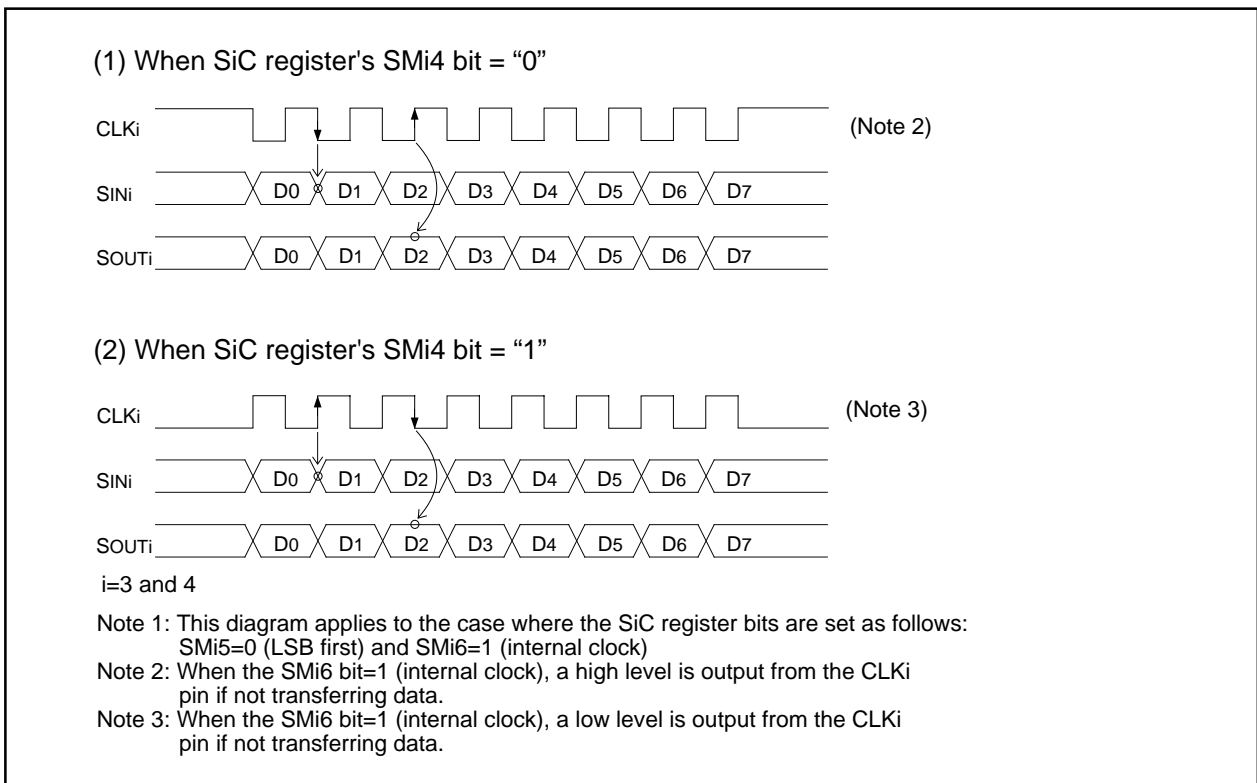 (1) When SiC register's SMi4 bit = “0”
CLKi
(Note 2)
SINi D0 D1 D2 D3 D4 D5 D6 D7
SOUTi D0 D1 D2 D3 D4 D5 D6 D7
(2) When SiC register's SMi4 bit = “1”
CLKi
(Note 3)
SINi D0 D1 D2 D3 D4 D5 D6 D7
SOUTi D0 D1 D2 D3 D4 D5 D6 D7
i=3 and 4
Note 1: This diagram applies to the case where the SiC register bits are set as follows:
SMi5=0 (LSB first) and SMi6=1 (internal clock)
Note 2: When the SMi6 bit=1 (internal clock), a high level is output from the CLKi
pin if not transferring data.
Note 3: When the SMi6 bit=1 (internal clock), a low level is output from the CLKi
pin if not transferring data.